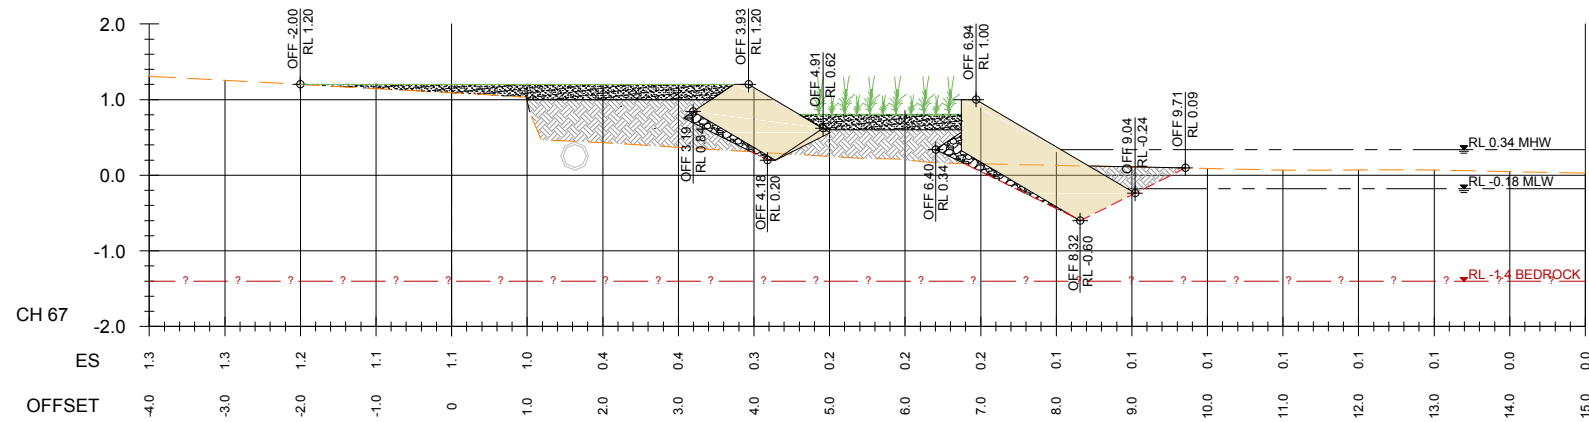 2.0
1.0
0.0
-1.0
-2.0
CH 67
OFF -2.00
RL 1.20
OFF 3.93
RL 1.20
OFF 4.91
RL 0.62
OFF 6.94
RL 1.00
OFF 9.71
RL 0.09
OFF 9.04
RL -0.24
OFF 3.19
RL 0.84
OFF 4.18
RL 0.20
OFF 6.40
RL 0.34
OFF 8.32
RL -0.60
RL 0.34 MHW
RL -0.18 MLW
? ? ? ? ? ? ? ? ? ? ? ? ? ? ? ? ? ? ? RL -1.4 BEDROCK
ES 1.3 1.3 1.2 1.1 1.1 1.0 0.4 0.4 0.3 0.2 0.2 0.2 0.1 0.1 0.1 0.1 0.1 0.1 0.0 0.0
OFFSET -4.0 -3.0 -2.0 -1.0 0 1.0 2.0 3.0 4.0 5.0 6.0 7.0 8.0 9.0 10.0 11.0 12.0 13.0 14.0 15.0